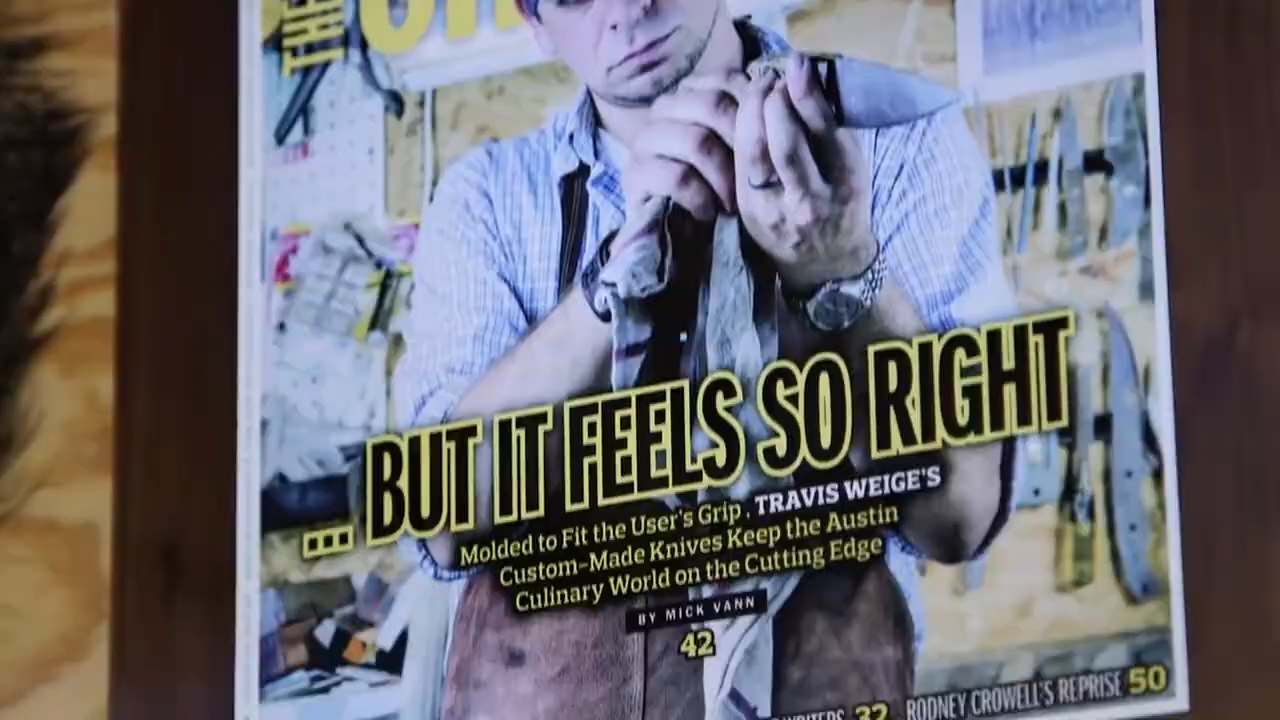 THE
... BUT IT FEELS SO RIGHT
Molded to Fit the User's Grip, TRAVIS WEIGE'S
Custom-Made Knives Keep the Austin
Culinary World on the Cutting Edge
BY MICK VANN
42
32 RODNEY CROWELL'S REPRISE 50